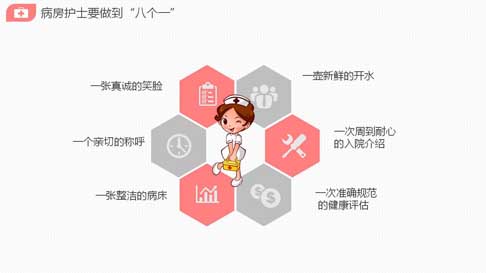 病房护士要做到“八个一”
一张真诚的笑脸
一壶新鲜的开水
一个亲切的称呼
一次周到耐心
的入院介绍
一张整洁的病床
一次准确规范
的健康评估